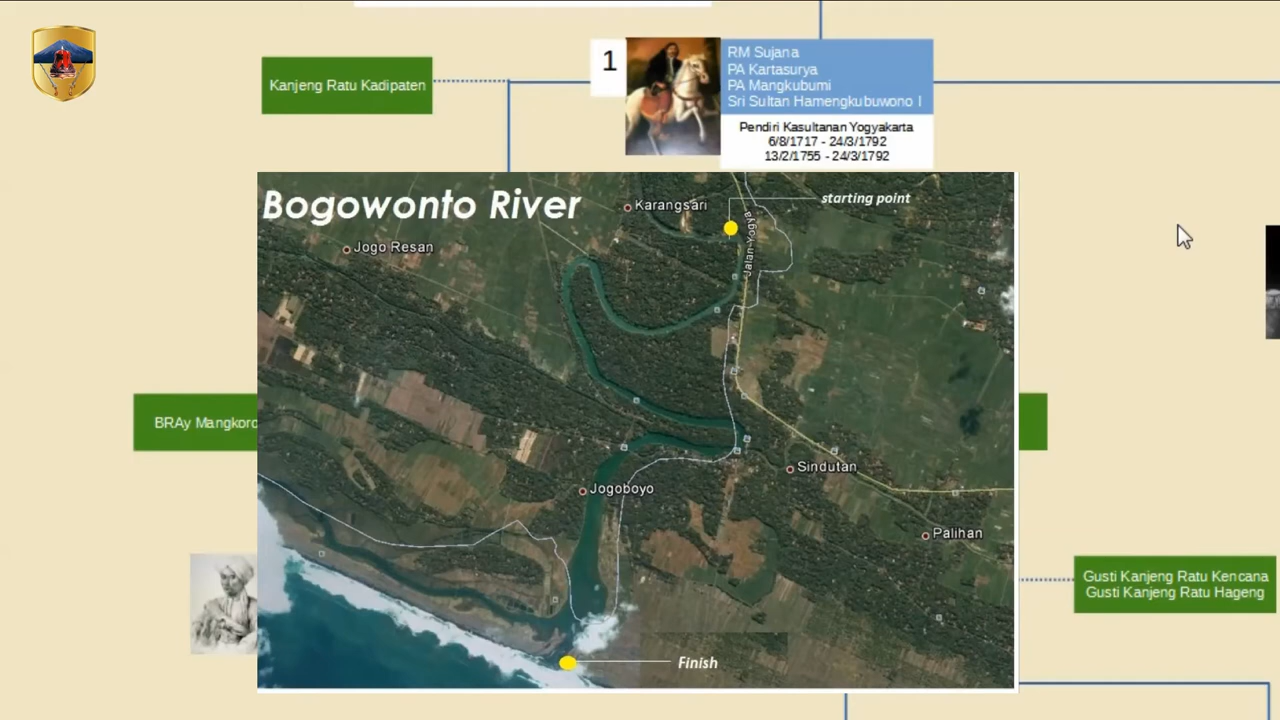 Kanjeng Ratu Kadipaten
1
RM Sujana
PA Kartasurya
PA Mangkubumi
Sri Sultan Hamengkubuwono I
Pendiri Kasultanan Yogyakarta
6/8/1717 - 24/3/1792
13/2/1755 - 24/3/1792
Bogowonto River
Karangsari
starting point
Jogo Resan
Jalan Yogya
BRAy Mangkoro
Sindutan
Jogoboyo
Palihan
Gusti Kanjeng Ratu Kencana
Gusti Kanjeng Ratu Hageng
Finish